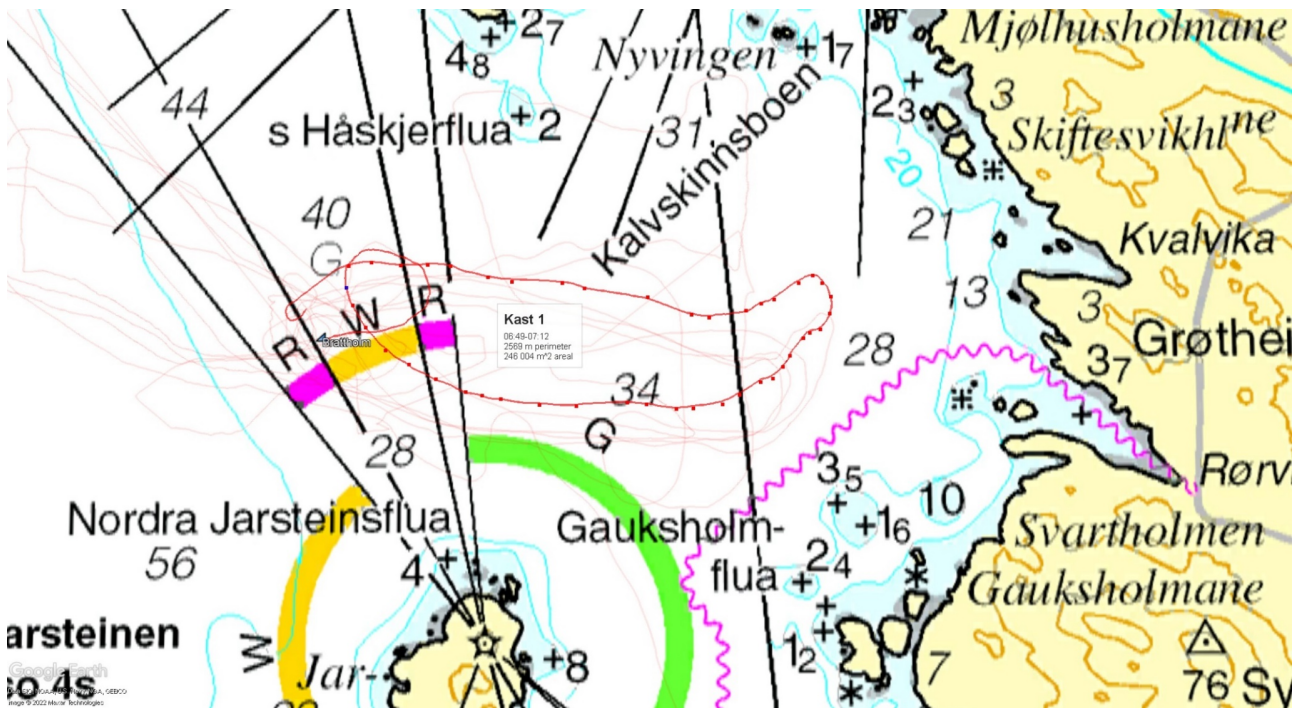 Mjølhusholmane
2₇
4₈
Nyvingen
1₇
44
2₃
3
s Håskjerflua
2
31
Skiftesvikhlⁿᵉ
20
Kalvskinnsboen
40
G
21
Kvalvika
R
W
R
13
3
Brattholm
Kast 1
06:49-07:12
2569 m perimeter
246 004 m^2 areal
28
Grøthei
3₇
34
G
28
3₅
Rørvi
10
Nordra Jarsteinsflua
Gauksholm-
flua
1₆
Svartholmen
56
4
2₄
Gauksholmane
arsteinen
W
1₂
8
7
Jar-
Google Earth
co 4s
76
Sv
Image © 2022 Maxar Technologies